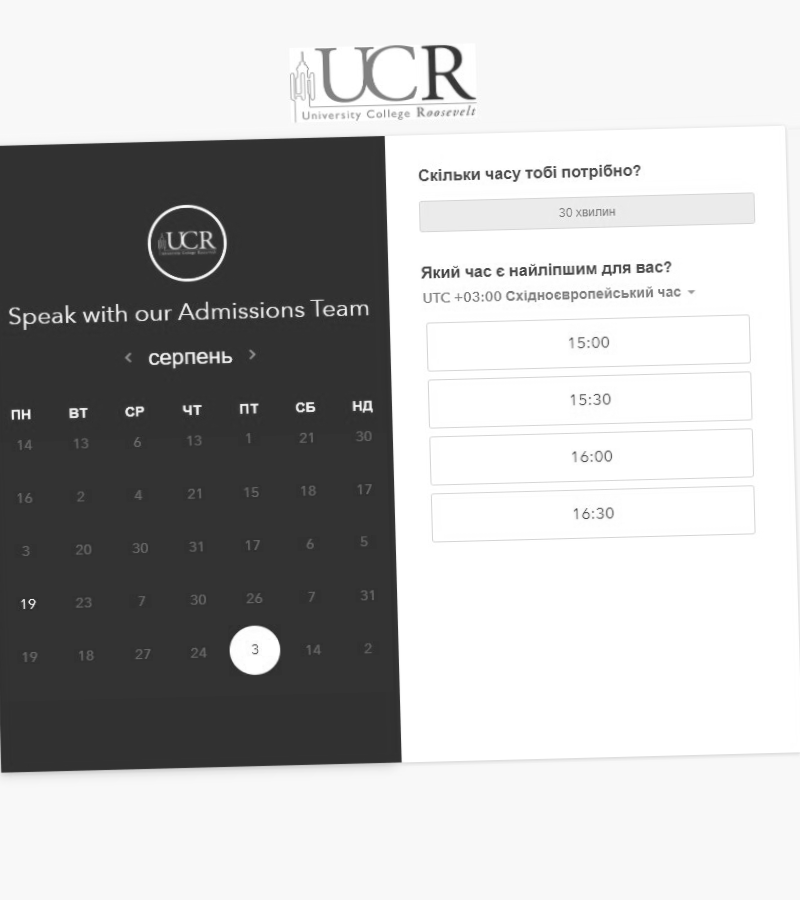 UCR
University College Roosevelt
UCR
Speak with our Admissions Team
серпень
ПН ВТ СР ЧТ ПТ СБ НД
14 13 6 13 1 21 30
16 2 4 21 15 18 17
3 20 30 31 17 6 5
19 23 7 30 26 7 31
19 18 27 24 3 14 2
Скільки часу тобі потрібно?
30 хвилин
Який час є найліпшим для вас?
UTC +03:00 Східноєвропейський час
15:00
15:30
16:00
16:30